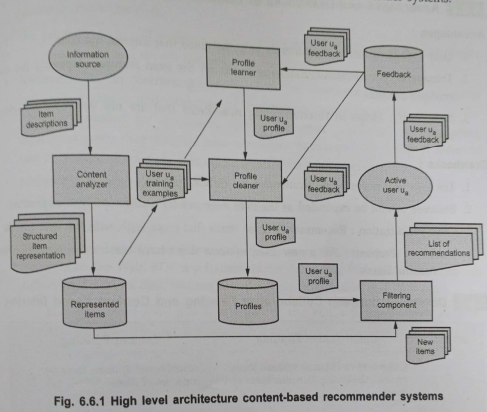 systems.
Information
source
Profile
learner
User ua
feedback
Feedback
Item
descriptions
User ua
profile
User ua
feedback
Content
analyzer
User ua
training
examples
Profile
cleaner
User ua
feedback
Active
user ua
Structured
item
representation
User ua
profile
List of
recommendations
User ua
profile
Represented
items
Profiles
Filtering
component
New
items
Fig. 6.6.1 High level architecture content-based recommender systems